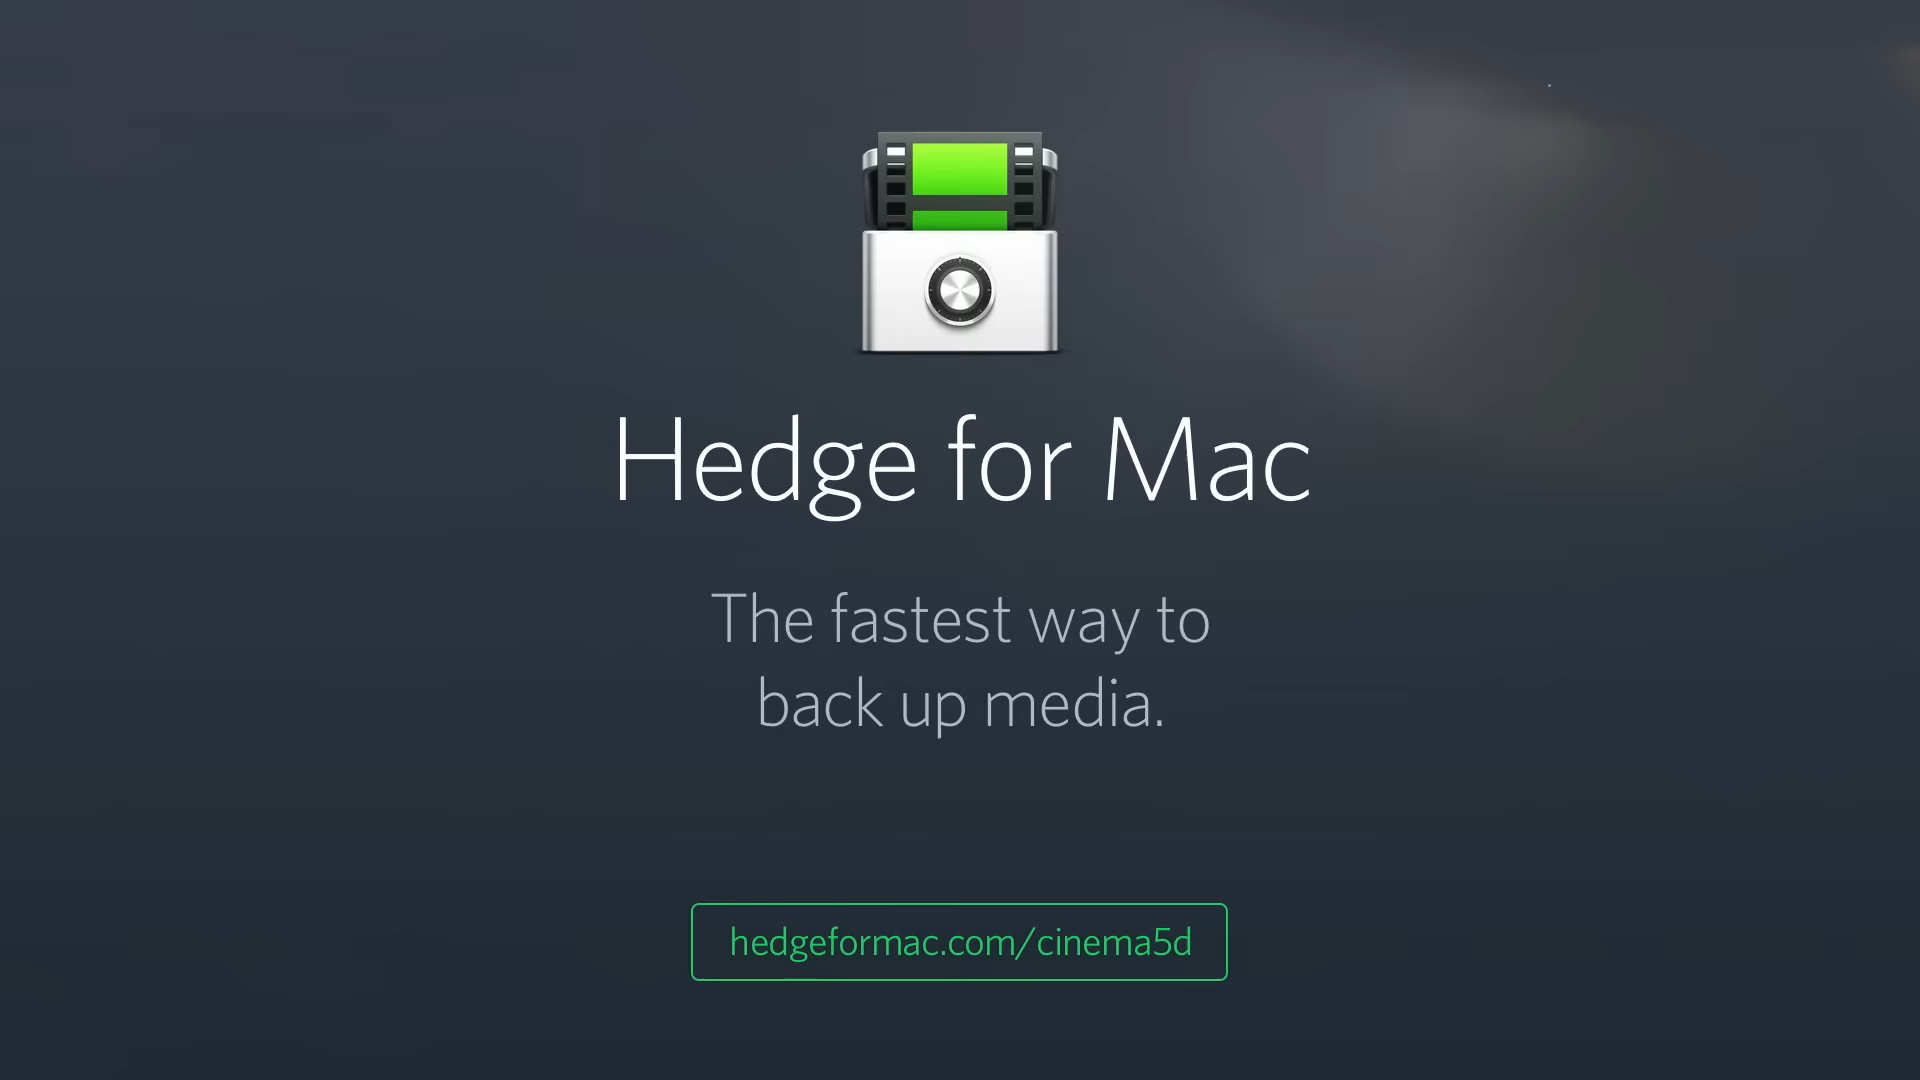 Hedge for Mac
The fastest way to
back up media.
hedgeformac.com/cinema5d